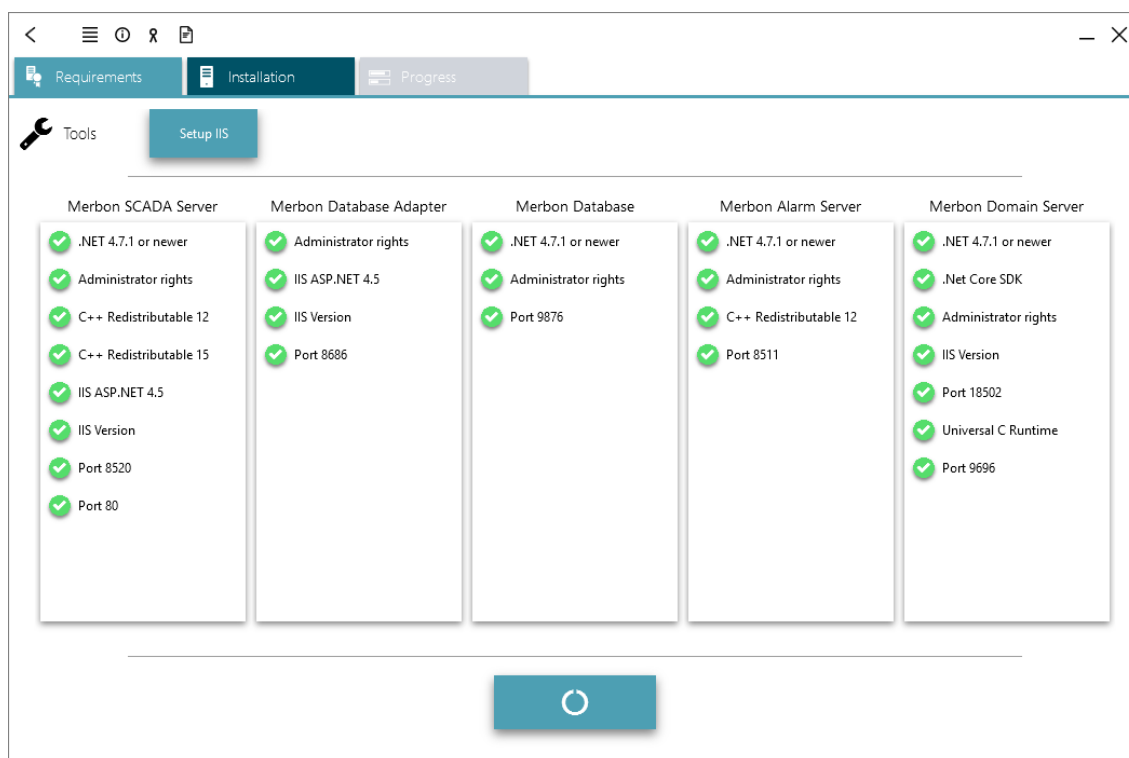 Requirements
Installation
Progress
Tools
Setup IIS
Merbon SCADA Server
.NET 4.7.1 or newer
Administrator rights
C++ Redistributable 12
C++ Redistributable 15
IIS ASP.NET 4.5
IIS Version
Port 8520
Port 80
Merbon Database Adapter
Administrator rights
IIS ASP.NET 4.5
IIS Version
Port 8686
Merbon Database
.NET 4.7.1 or newer
Administrator rights
Port 9876
Merbon Alarm Server
.NET 4.7.1 or newer
Administrator rights
C++ Redistributable 12
Port 8511
Merbon Domain Server
.NET 4.7.1 or newer
.Net Core SDK
Administrator rights
IIS Version
Port 18502
Universal C Runtime
Port 9696